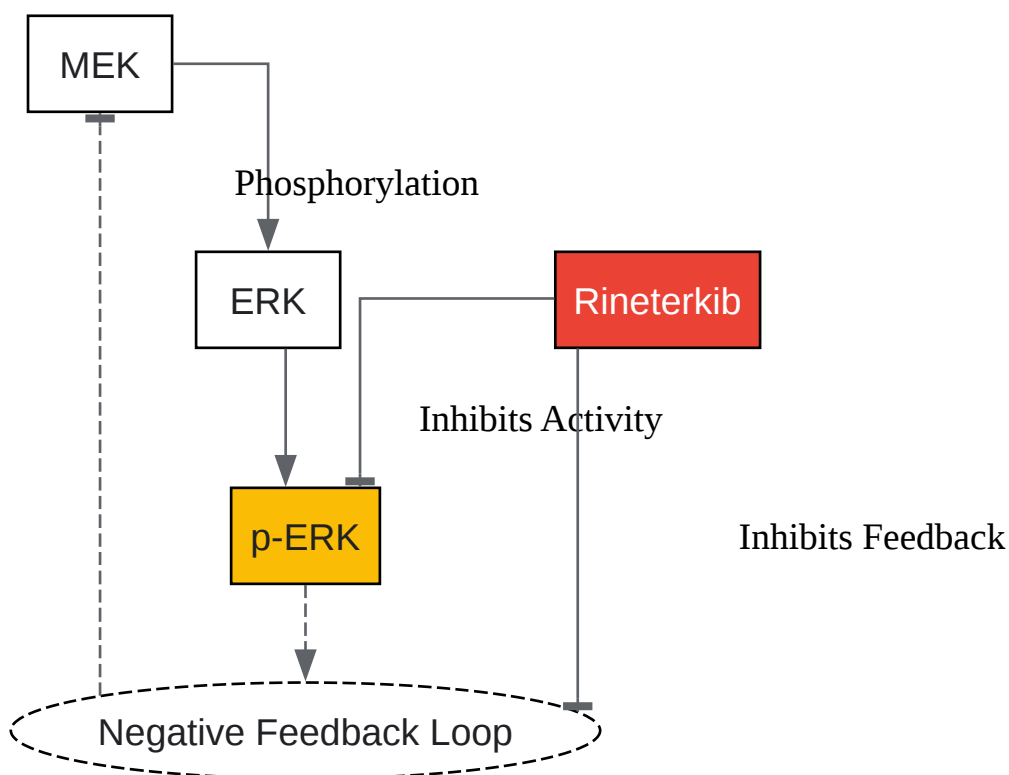 MEK
Phosphorylation
ERK
Rineterkib
Inhibits Activity
p-ERK
Inhibits Feedback
Negative Feedback Loop